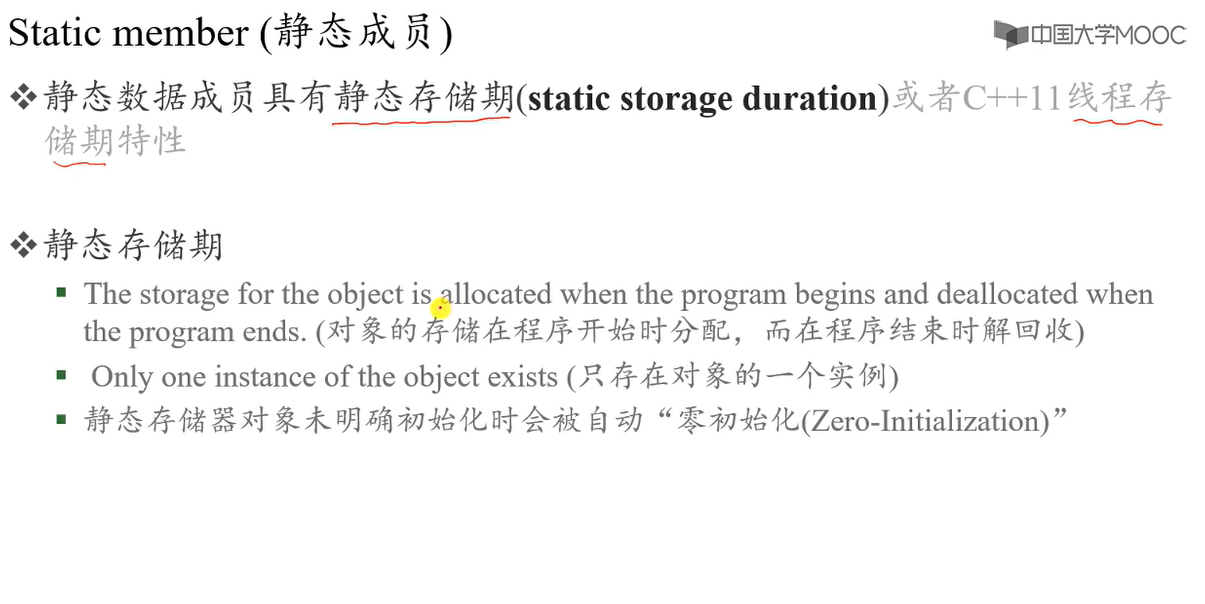 Static member (静态成员)
中国大学MOOC
❖静态数据成员具有静态存储期(static storage duration)或者C++11线程存
储期特性
❖静态存储期
▪ The storage for the object is allocated when the program begins and deallocated when
the program ends. (对象的存储在程序开始时分配，而在程序结束时解回收)
▪ Only one instance of the object exists (只存在对象的一个实例)
▪ 静态存储器对象未明确初始化时会被自动“零初始化(Zero-Initialization)”